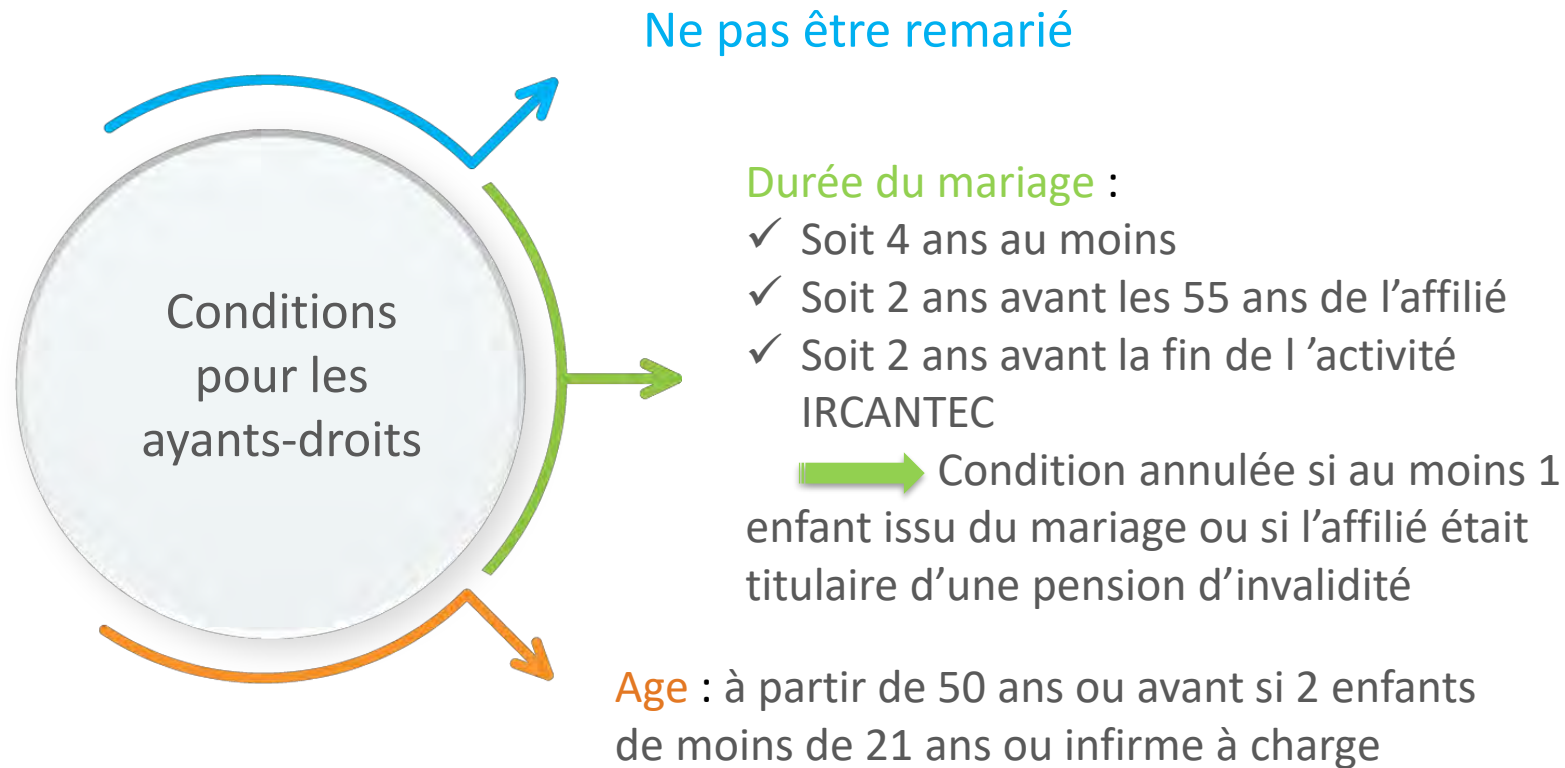 Ne pas être remarié
Conditions
pour les
ayants-droits
Durée du mariage :
✓ Soit 4 ans au moins
✓ Soit 2 ans avant les 55 ans de l’affilié
✓ Soit 2 ans avant la fin de l ’activité
IRCANTEC
Condition annulée si au moins 1
enfant issu du mariage ou si l’affilié était
titulaire d’une pension d’invalidité
Age : à partir de 50 ans ou avant si 2 enfants
de moins de 21 ans ou infirme à charge